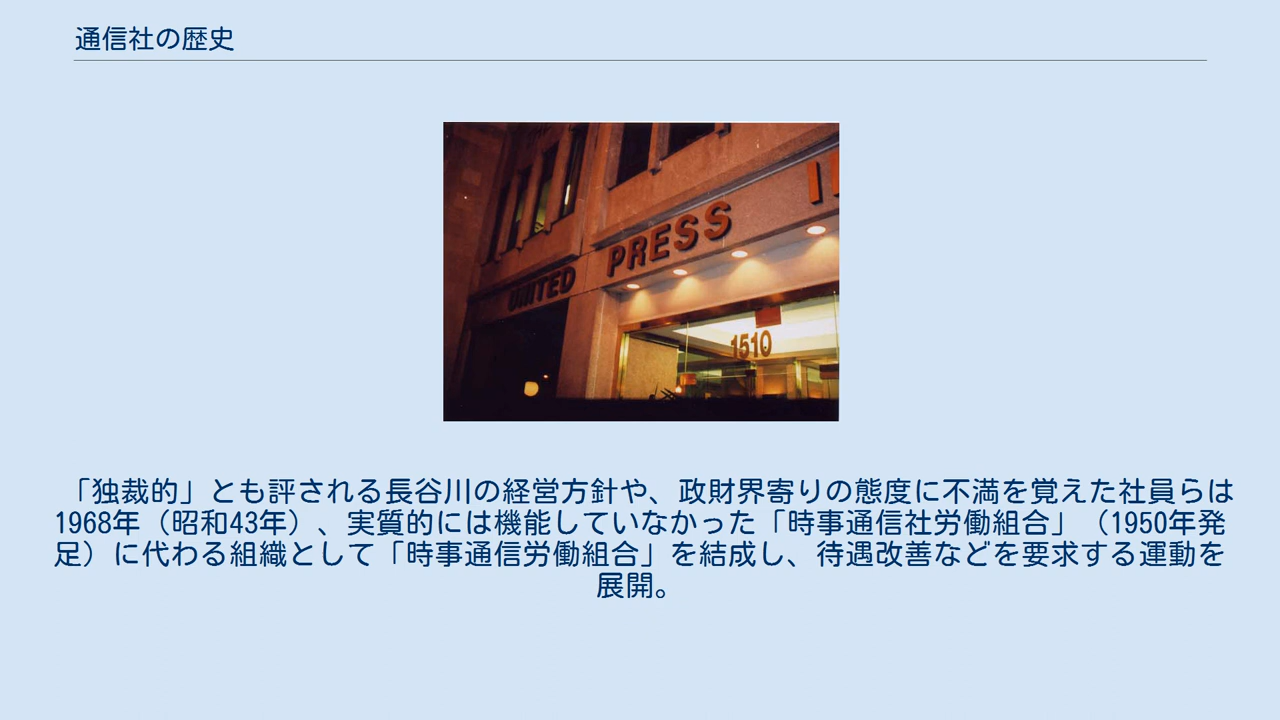 通信社の歴史
UNITED PRESS
1510
「独裁的」とも評される長谷川の経営方針や、政財界寄りの態度に不満を覚えた社員らは
1968年（昭和43年）、実質的には機能していなかった「時事通信社労働組合」（1950年発
足）に代わる組織として「時事通信労働組合」を結成し、待遇改善などを要求する運動を
展開。